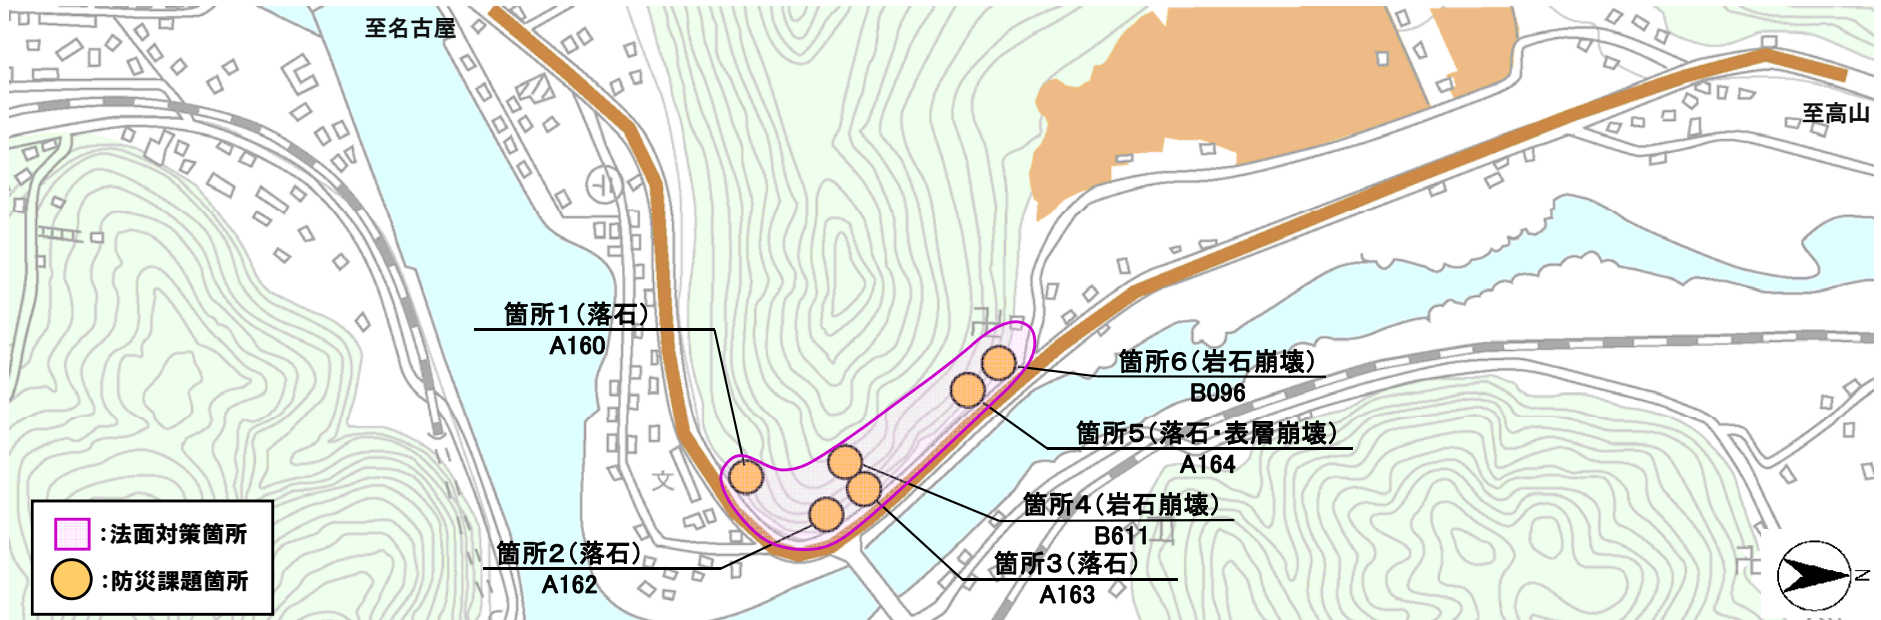 至名古屋
至高山
箇所1(落石)
A160
箇所6(岩石崩壊)
B096
箇所5(落石・表層崩壊)
A164
箇所4(岩石崩壊)
B611
箇所2(落石)
A162
箇所3(落石)
A163
文
:法面対策箇所
:防災課題箇所
N